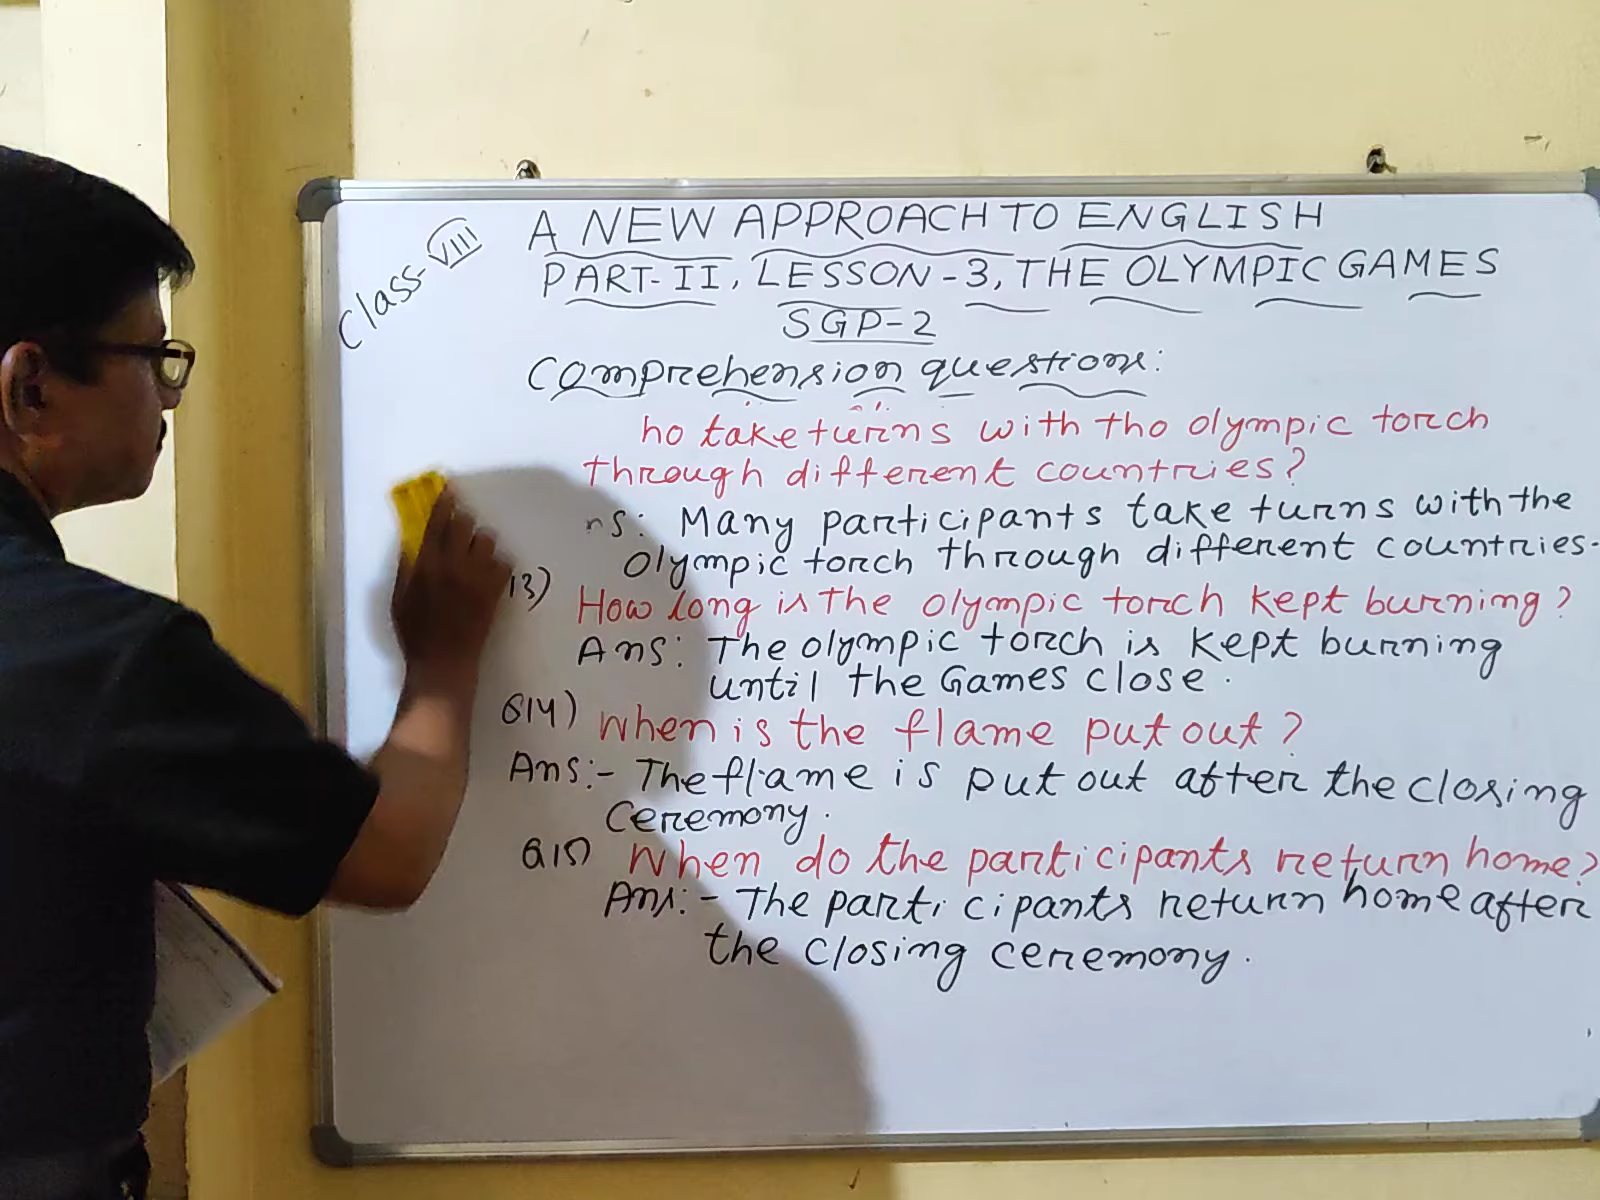 Class-VIII
A NEW APPROACH TO ENGLISH
PART-II, LESSON-3, THE OLYMPIC GAMES
SGP-2
Comprehension questions:
ho take turns with tho olympic torch
through different countries?
ns: Many participants take turns with the
olympic torch through different countries.
13) How long is the olympic torch kept burning?
Ans: The olympic torch is kept burning
until the Games close.
Q14) When is the flame put out?
Ans:- The flame is put out after the closing
ceremony.
Q15) When do the participants return home?
Ans:- The participants return home after
the closing ceremony.